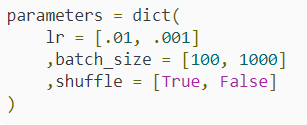 parameters = dict(
    lr = [.01, .001]
    ,batch_size = [100, 1000]
    ,shuffle = [True, False]
)